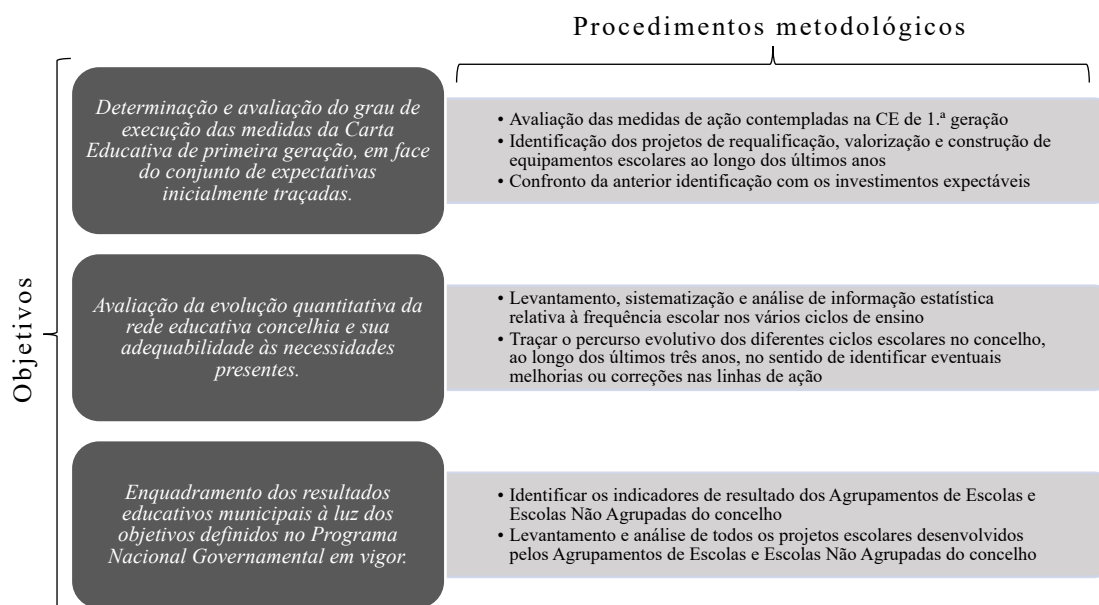 Procedimentos metodológicos
Objetivos
Determinação e avaliação do grau de
execução das medidas da Carta
Educativa de primeira geração, em face
do conjunto de expectativas
inicialmente traçadas.
• Avaliação das medidas de ação contempladas na CE de 1.ª geração
• Identificação dos projetos de requalificação, valorização e construção de
equipamentos escolares ao longo dos últimos anos
• Confronto da anterior identificação com os investimentos expectáveis
Avaliação da evolução quantitativa da
rede educativa concelhia e sua
adequabilidade às necessidades
presentes.
• Levantamento, sistematização e análise de informação estatística
relativa à frequência escolar nos vários ciclos de ensino
• Traçar o percurso evolutivo dos diferentes ciclos escolares no concelho,
ao longo dos últimos três anos, no sentido de identificar eventuais
melhorias ou correções nas linhas de ação
Enquadramento dos resultados
educativos municipais à luz dos
objetivos definidos no Programa
Nacional Governamental em vigor.
• Identificar os indicadores de resultado dos Agrupamentos de Escolas e
Escolas Não Agrupadas do concelho
• Levantamento e análise de todos os projetos escolares desenvolvidos
pelos Agrupamentos de Escolas e Escolas Não Agrupadas do concelho